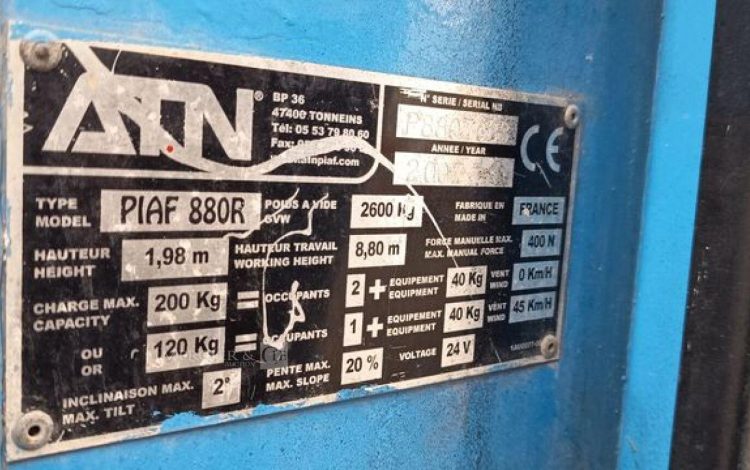 ATN®
BP 36
47400 TONNEINS
Tél: 05 53 79 80 60
Fax:
N° SERIE / SERIAL NO
ANNEE / YEAR
CE
TYPE
MODEL
PIAF 880R
POIDS A VIDE
GVW
2600 Kg
FABRIQUE EN
MADE IN
FRANCE
HAUTEUR
HEIGHT
1,98 m
HAUTEUR TRAVAIL
WORKING HEIGHT
8,80 m
FORCE MANUELLE MAX.
MAX. MANUAL FORCE
400 N
CHARGE MAX.
CAPACITY
200 Kg = OCCUPANTS 2 +
EQUIPEMENT
EQUIPMENT
40 Kg
VENT
WIND
0 Km/H
OU
OR
120 Kg = OCCUPANTS 1 +
EQUIPEMENT
EQUIPMENT
40 Kg
VENT
WIND
45 Km/H
INCLINAISON MAX.
MAX. TILT
2°
PENTE MAX.
MAX. SLOPE
20 %
VOLTAGE
24 V